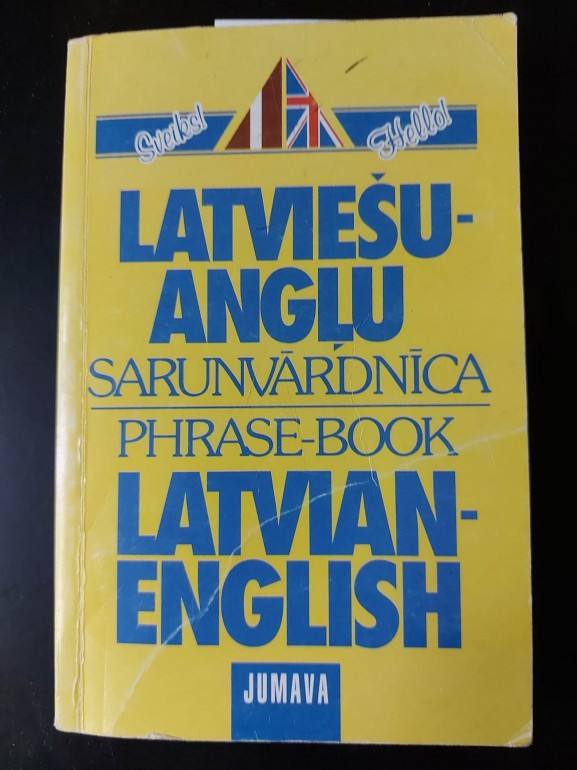 Sveiks!
Hello!
LATVIEŠU-
ANGĻU
SARUNVĀRDNĪCA
PHRASE-BOOK
LATVIAN-
ENGLISH
JUMAVA